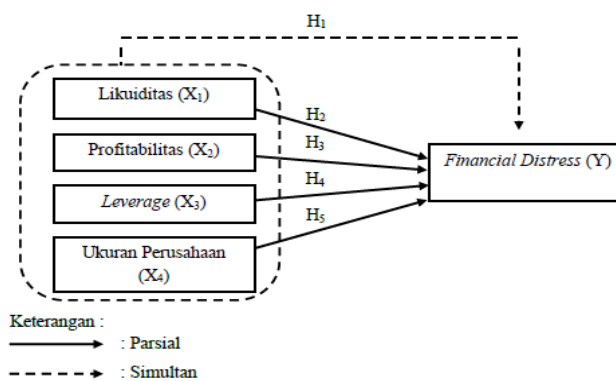 H₁
Likuiditas (X₁)
H₂
Profitabilitas (X₂)
H₃
Financial Distress (Y)
Leverage (X₃)
H₄
Ukuran Perusahaan
(X₄)
H₅
Keterangan :
: Parsial
: Simultan